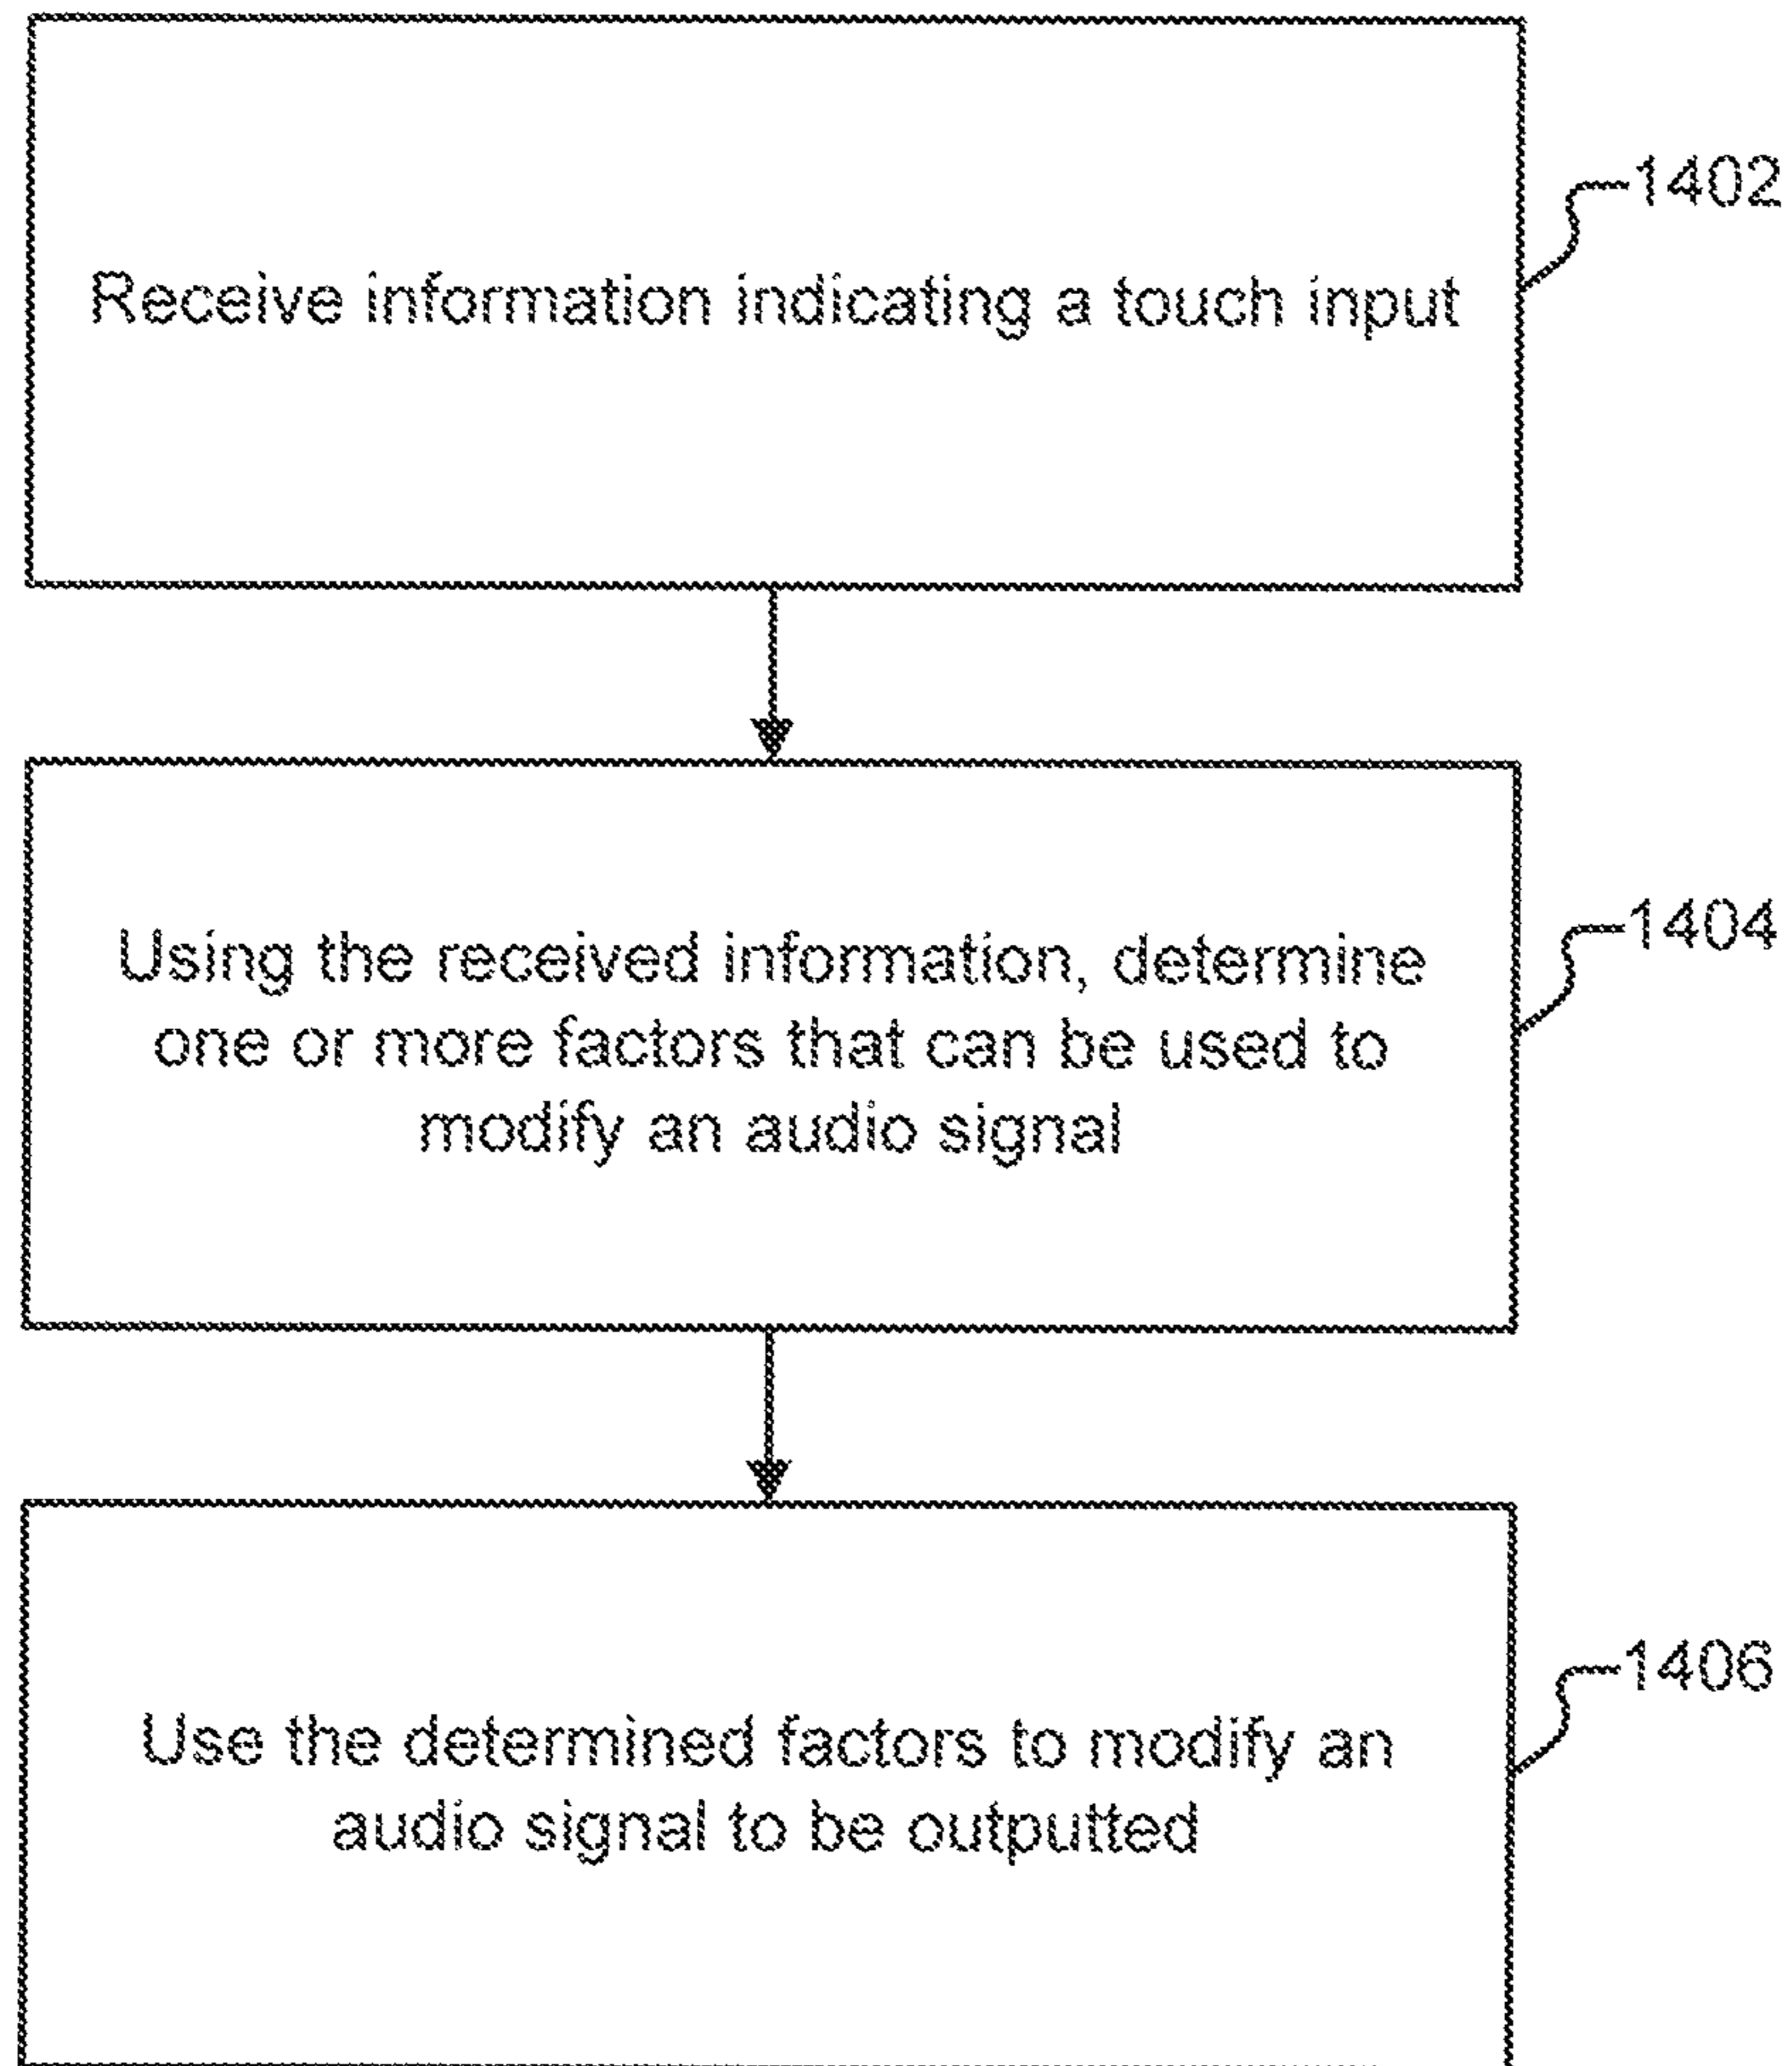 Receive information indicating a touch input
1402
Using the received information, determine
one or more factors that can be used to
modify an audio signal
1404
Use the determined factors to modify an
audio signal to be outputted
1406